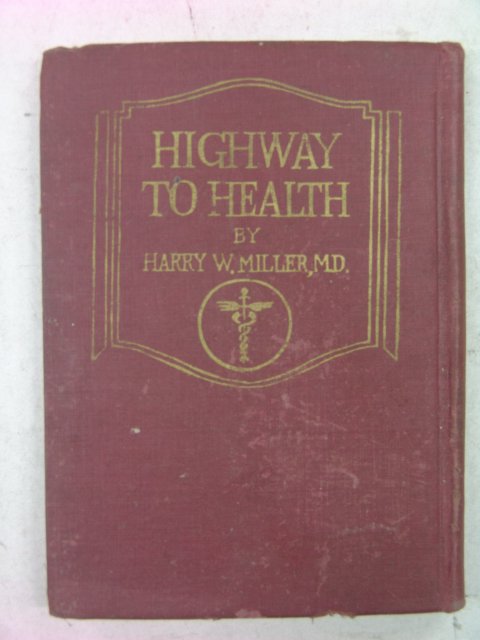 HIGHWAY
TO HEALTH
BY
HARRY W. MILLER, M.D.